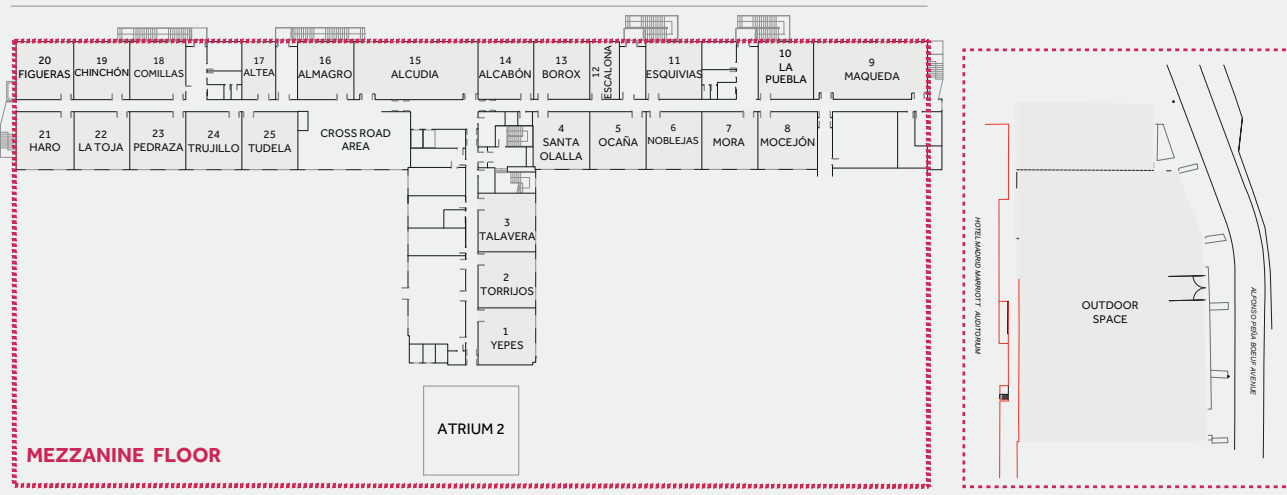 20
FIGUERAS
19
CHINCHÓN
18
COMILLAS
17
ALTEA
16
ALMAGRO
15
ALCUDIA
14
ALCABÓN
13
BOROX
12
ESCALONA
11
ESQUIVIAS
10
LA
PUEBLA
9
MAQUEDA
21
HARO
22
LA TOJA
23
PEDRAZA
24
TRUJILLO
25
TUDELA
CROSS ROAD
AREA
4
SANTA
OLALLA
5
OCAÑA
6
NOBLEJAS
7
MORA
8
MOCEJÓN
3
TALAVERA
2
TORRIJOS
1
YEPES
ATRIUM 2
MEZZANINE FLOOR
HOTEL MADRID MARRIOTT AUDITORIUM
OUTDOOR
SPACE
ALFONSO PEÑA BOEUF AVENUE